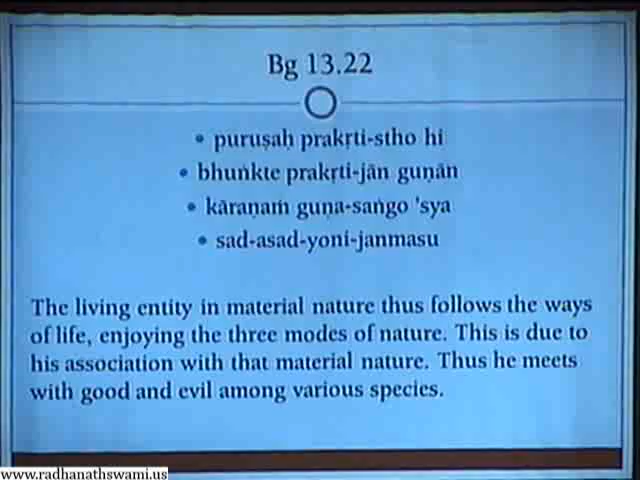 Bg 13.22
• puruṣaḥ prakṛti-stho hi
• bhuṅkte prakṛti-jān guṇān
• kāraṇaṁ guṇa-saṅgo 'sya
• sad-asad-yoni-janmasu
The living entity in material nature thus follows the ways
of life, enjoying the three modes of nature. This is due to
his association with that material nature. Thus he meets
with good and evil among various species.
www.radhanathswami.us